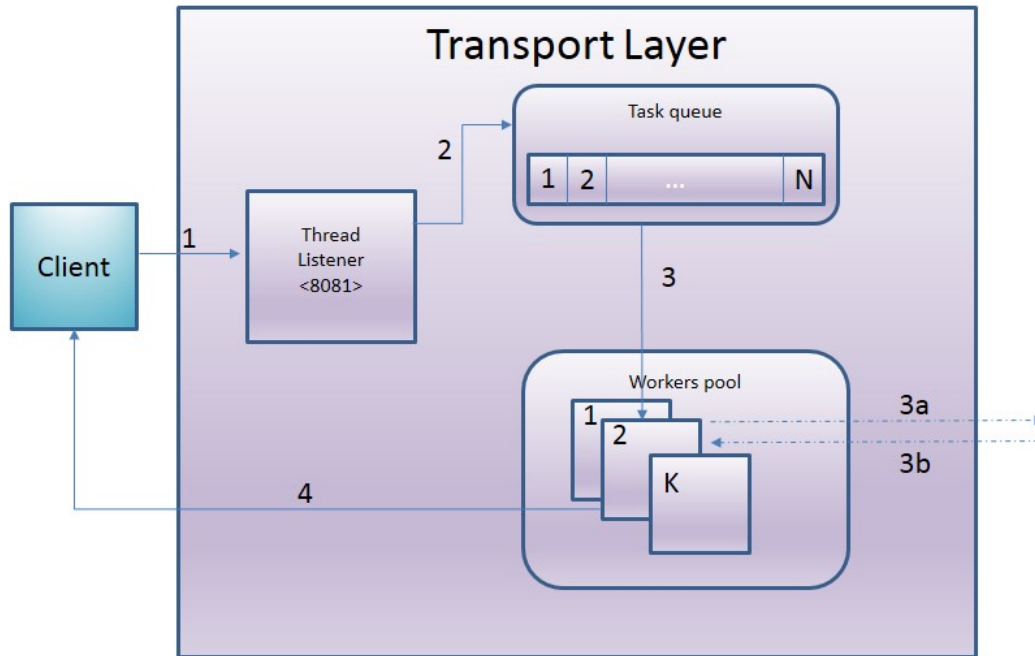 Transport Layer
Task queue
1 2 ... N
2
Thread
Listener
<8081>
1
Client
3
Workers pool
1
2
K
3a
3b
4